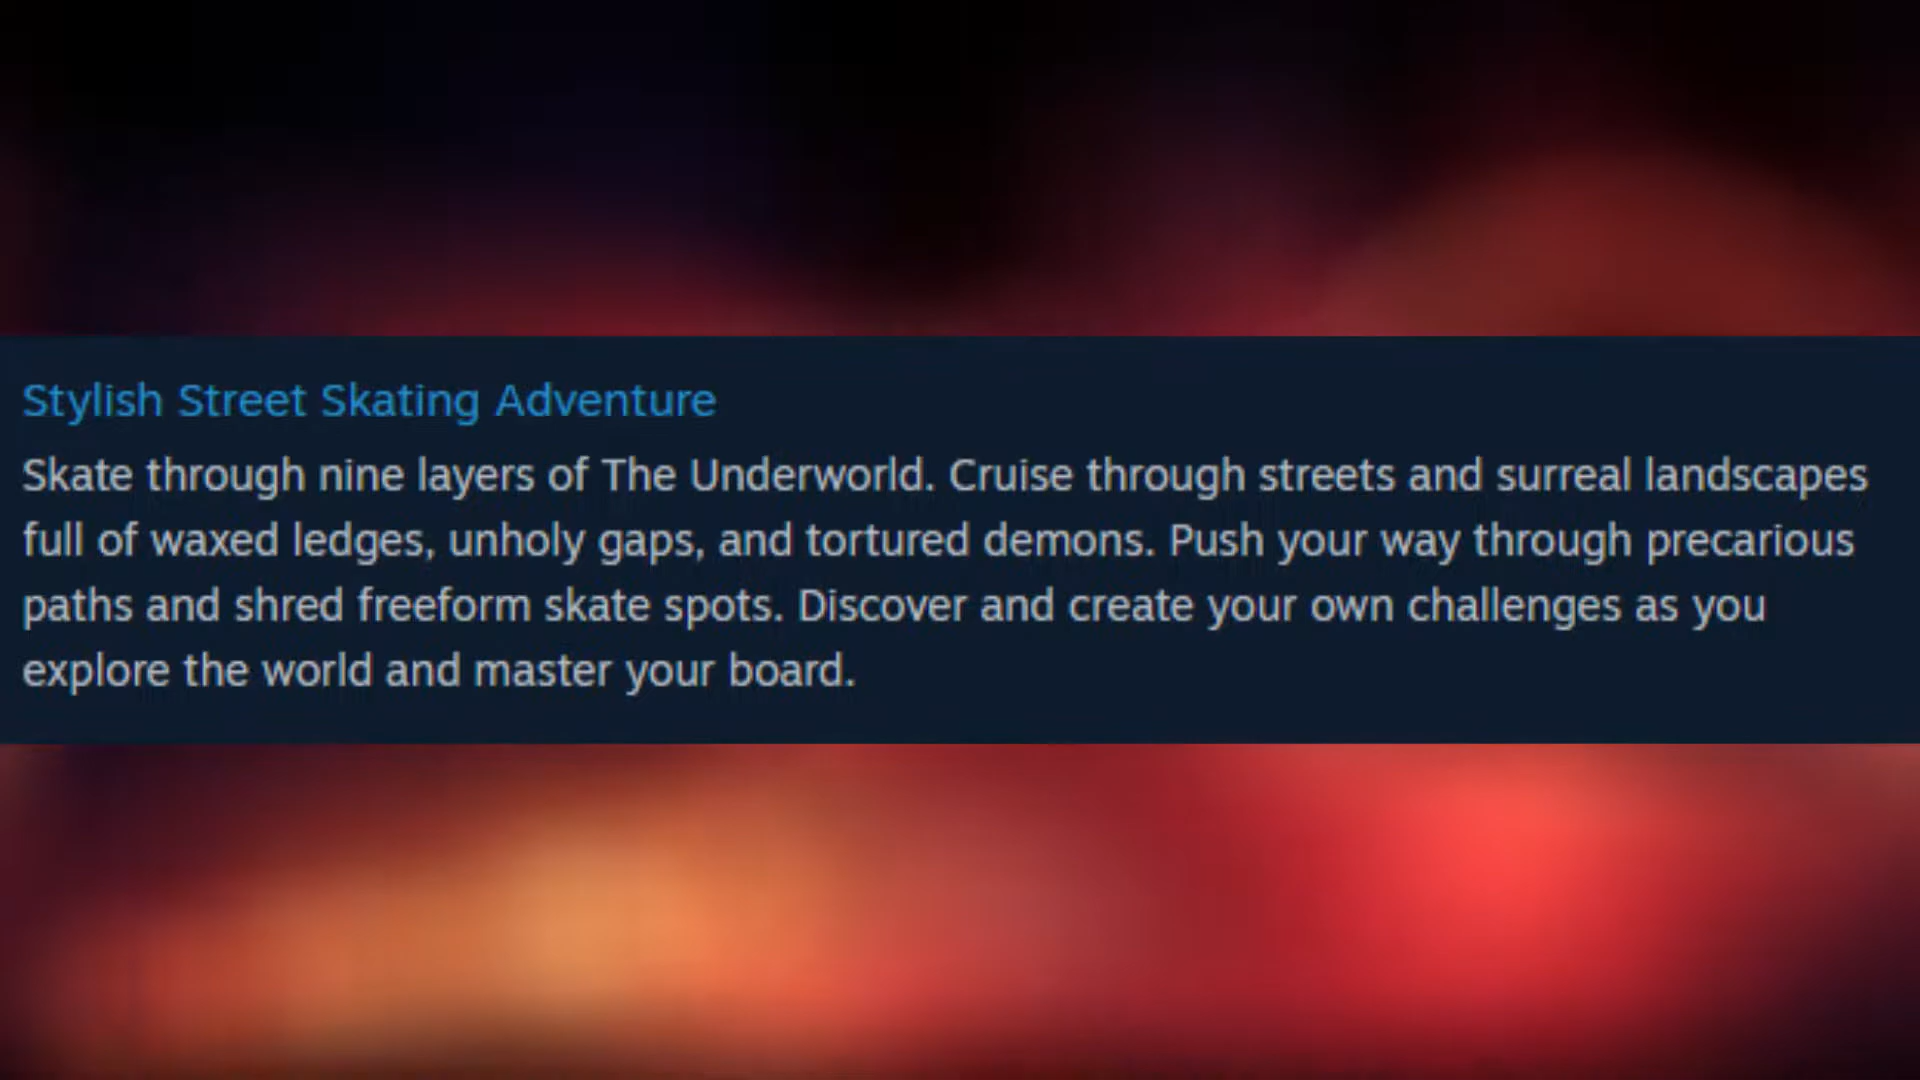 Stylish Street Skating Adventure
Skate through nine layers of The Underworld. Cruise through streets and surreal landscapes
full of waxed ledges, unholy gaps, and tortured demons. Push your way through precarious
paths and shred freeform skate spots. Discover and create your own challenges as you
explore the world and master your board.